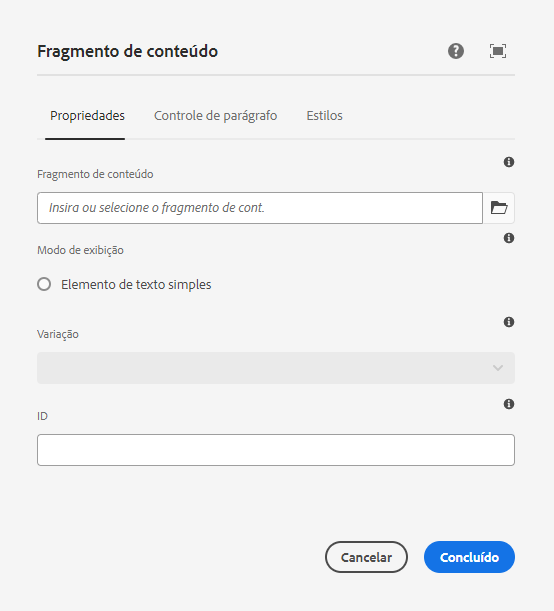 Fragmento de conteúdo
Propriedades Controle de parágrafo Estilos
Fragmento de conteúdo
Insira ou selecione o fragmento de cont.
Modo de exibição
Elemento de texto simples
Variação
ID
Cancelar Concluído